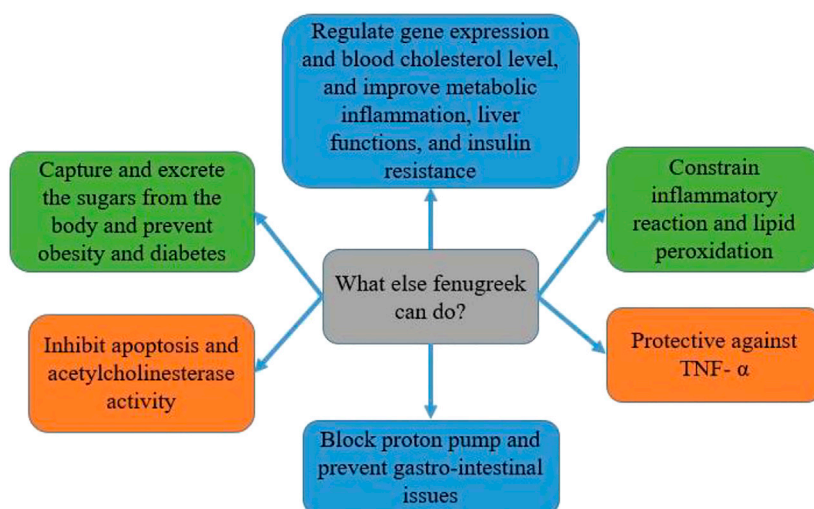 Regulate gene expression
and blood cholesterol level,
and improve metabolic
inflammation, liver
functions, and insulin
resistance
Capture and excrete
the sugars from the
body and prevent
obesity and diabetes
Constrain
inflammatory
reaction and lipid
peroxidation
What else fenugreek
can do?
Inhibit apoptosis and
acetylcholinesterase
activity
Protective against
TNF- α
Block proton pump and
prevent gastro-intestinal
issues